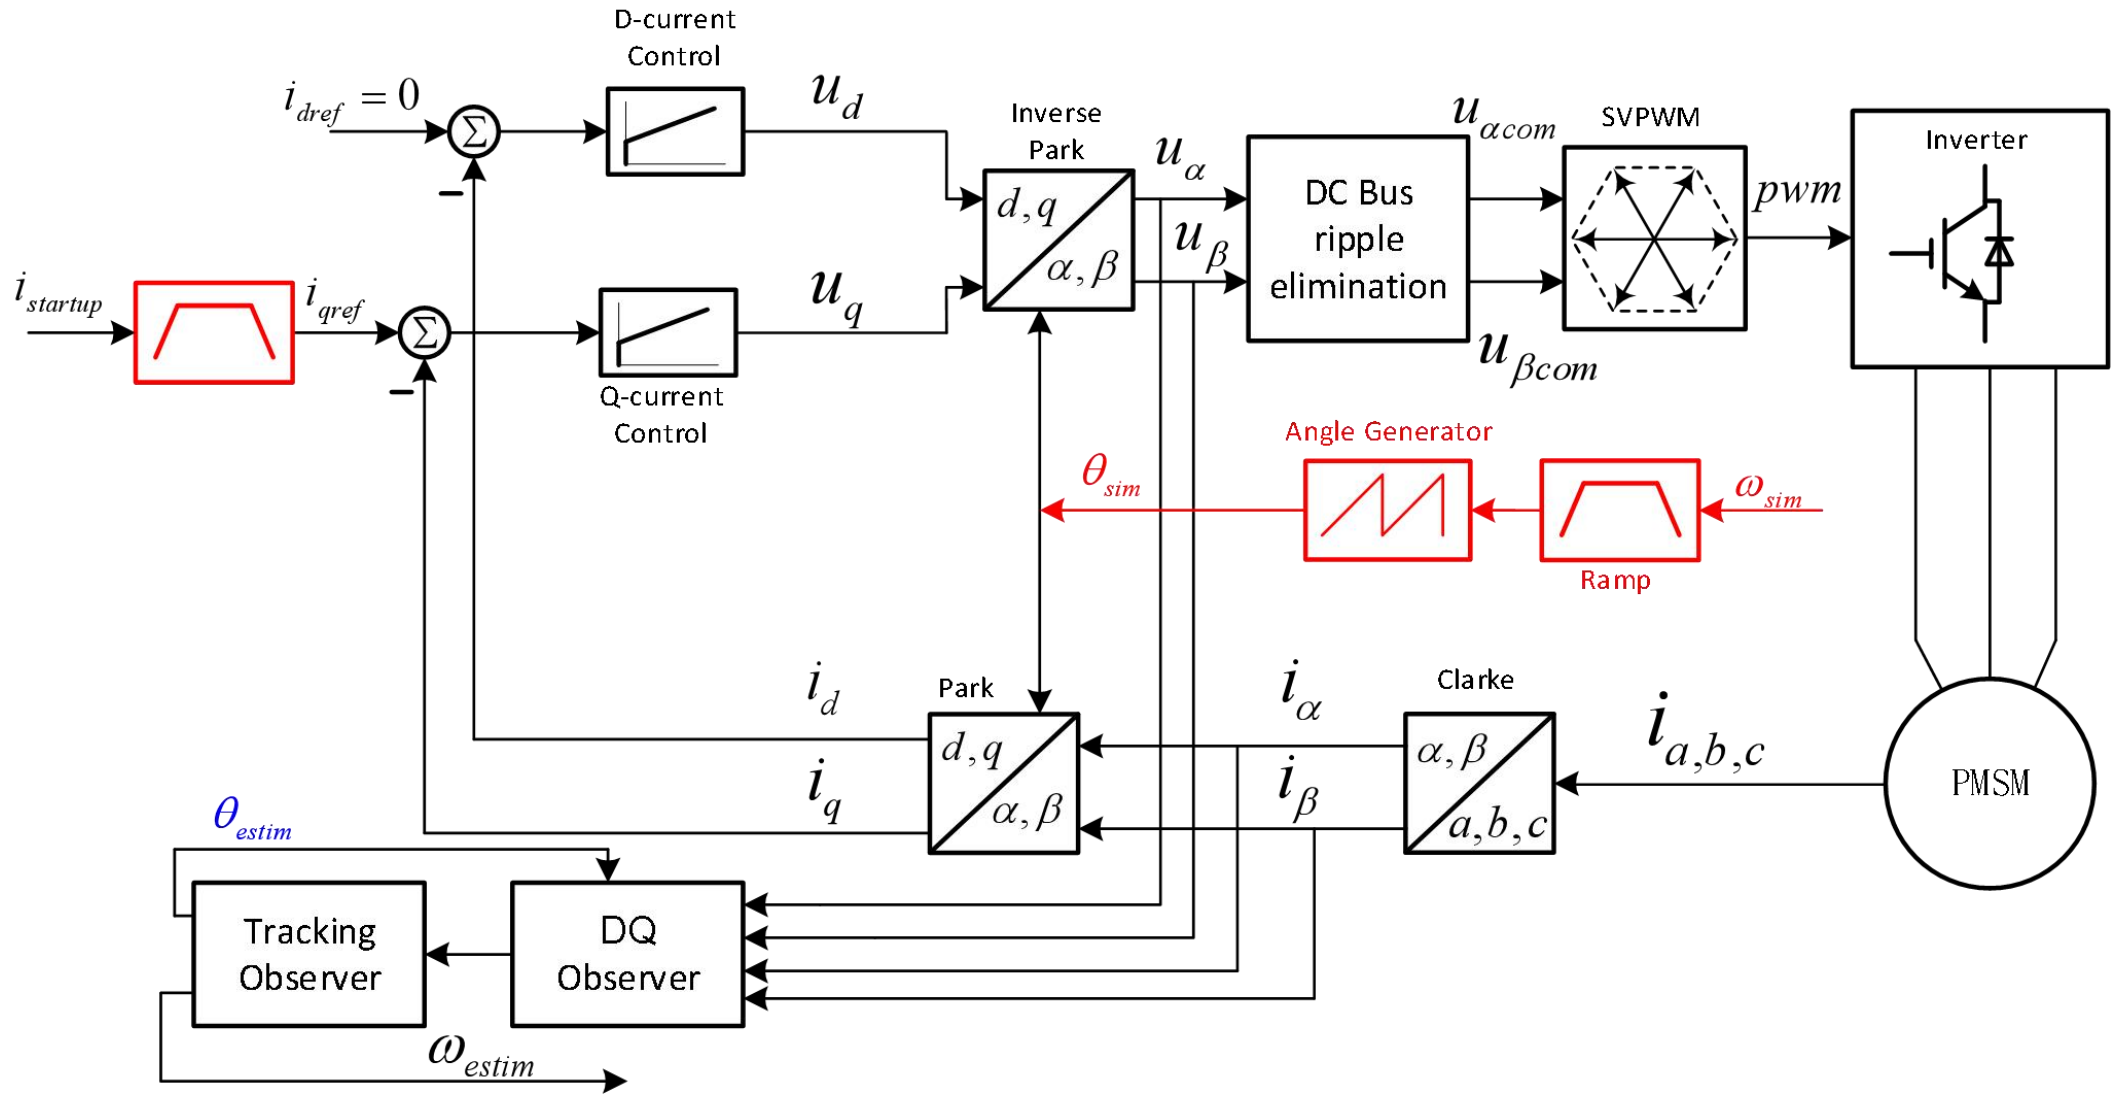 D-current
Control
i_dref = 0
Σ
−
u_d
Inverse
Park
d,q
α,β
u_α
u_β
DC Bus
ripple
elimination
u_αcom
u_βcom
SVPWM
pwm
Inverter
i_startup
i_qref
Σ
−
u_q
Q-current
Control
Angle Generator
θ_sim
ω_sim
Ramp
i_d
i_q
Park
d,q
α,β
i_α
i_β
Clarke
α,β
a,b,c
i_a,b,c
PMSM
θ_estim
Tracking
Observer
DQ
Observer
ω_estim